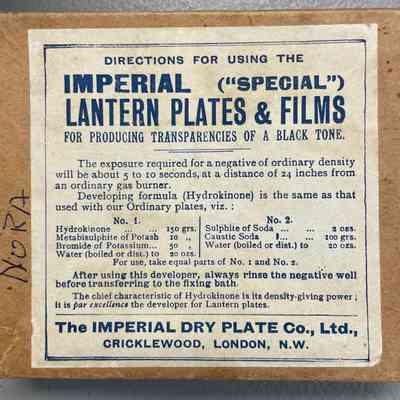 DIRECTIONS FOR USING THE
IMPERIAL ("SPECIAL")
LANTERN PLATES & FILMS
FOR PRODUCING TRANSPARENCIES OF A BLACK TONE.
The exposure required for a negative of ordinary density
will be about 5 to 10 seconds, at a distance of 24 inches from
an ordinary gas burner.
Developing formula (Hydrokinone) is the same as that
used with our Ordinary plates, viz. :
No. 1.
Hydrokinone ... ... 150 grs.
Metabisulphite of Potash 10 „
Bromide of Potassium... 50 „
Water (boiled or dist.) to 20 ozs.
No. 2.
Sulphite of Soda ... ... 2 ozs.
Caustic Soda ... ... 100 grs.
Water (boiled or dist.) to 20 ozs.
For use, take equal parts of No. 1 and No. 2.
After using this developer, always rinse the negative well
before transferring to the fixing bath.
The chief characteristic of Hydrokinone is its density-giving power ;
it is par excellence the developer for Lantern plates.
The IMPERIAL DRY PLATE Co., Ltd.,
CRICKLEWOOD, LONDON, N.W.
NORA